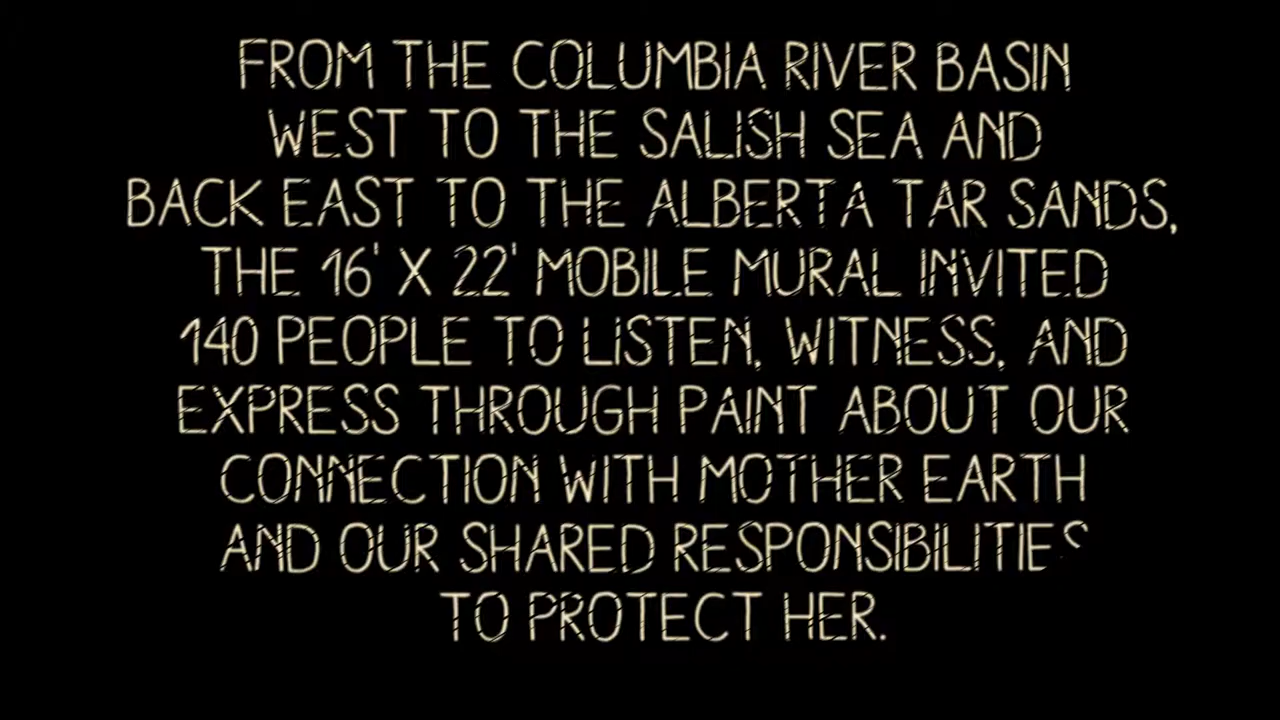 FROM THE COLUMBIA RIVER BASIN
WEST TO THE SALISH SEA AND
BACK EAST TO THE ALBERTA TAR SANDS,
THE 16' X 22' MOBILE MURAL INVITED
140 PEOPLE TO LISTEN, WITNESS, AND
EXPRESS THROUGH PAINT ABOUT OUR
CONNECTION WITH MOTHER EARTH
AND OUR SHARED RESPONSIBILITIES
TO PROTECT HER.